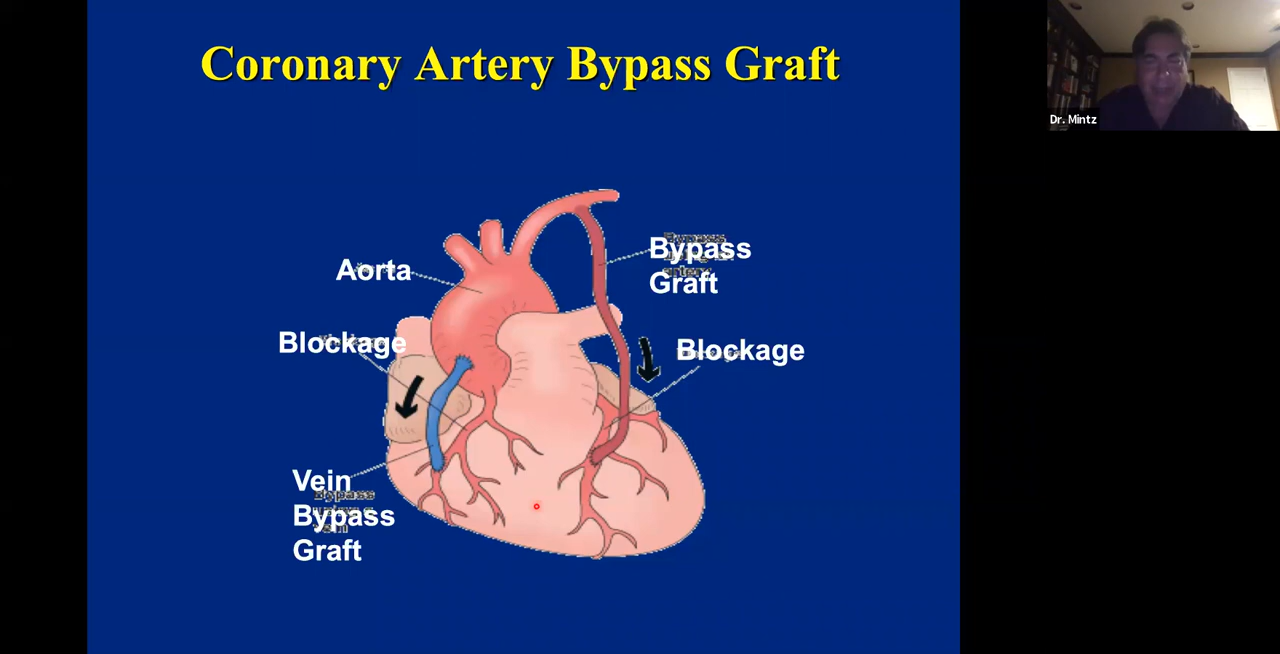 Coronary Artery Bypass Graft
Dr. Mintz
Aorta
Bypass
Graft
Blockage
Blockage
Vein
Bypass
Graft